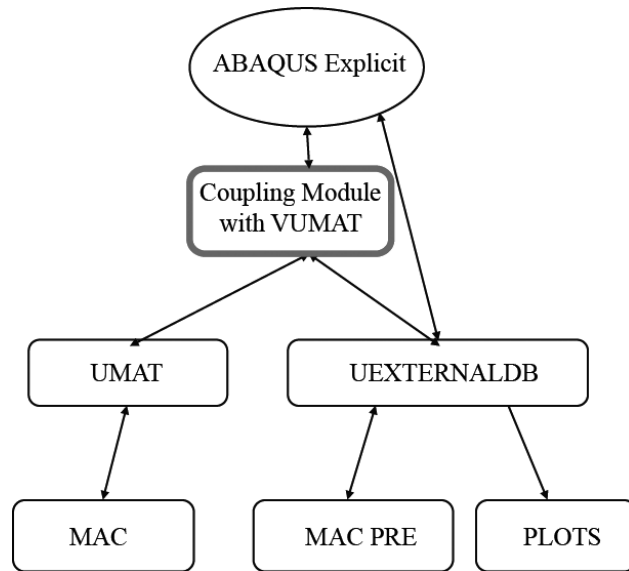 ABAQUS Explicit
Coupling Module
with VUMAT
UMAT
UEXTERNALDB
MAC
MAC PRE
PLOTS